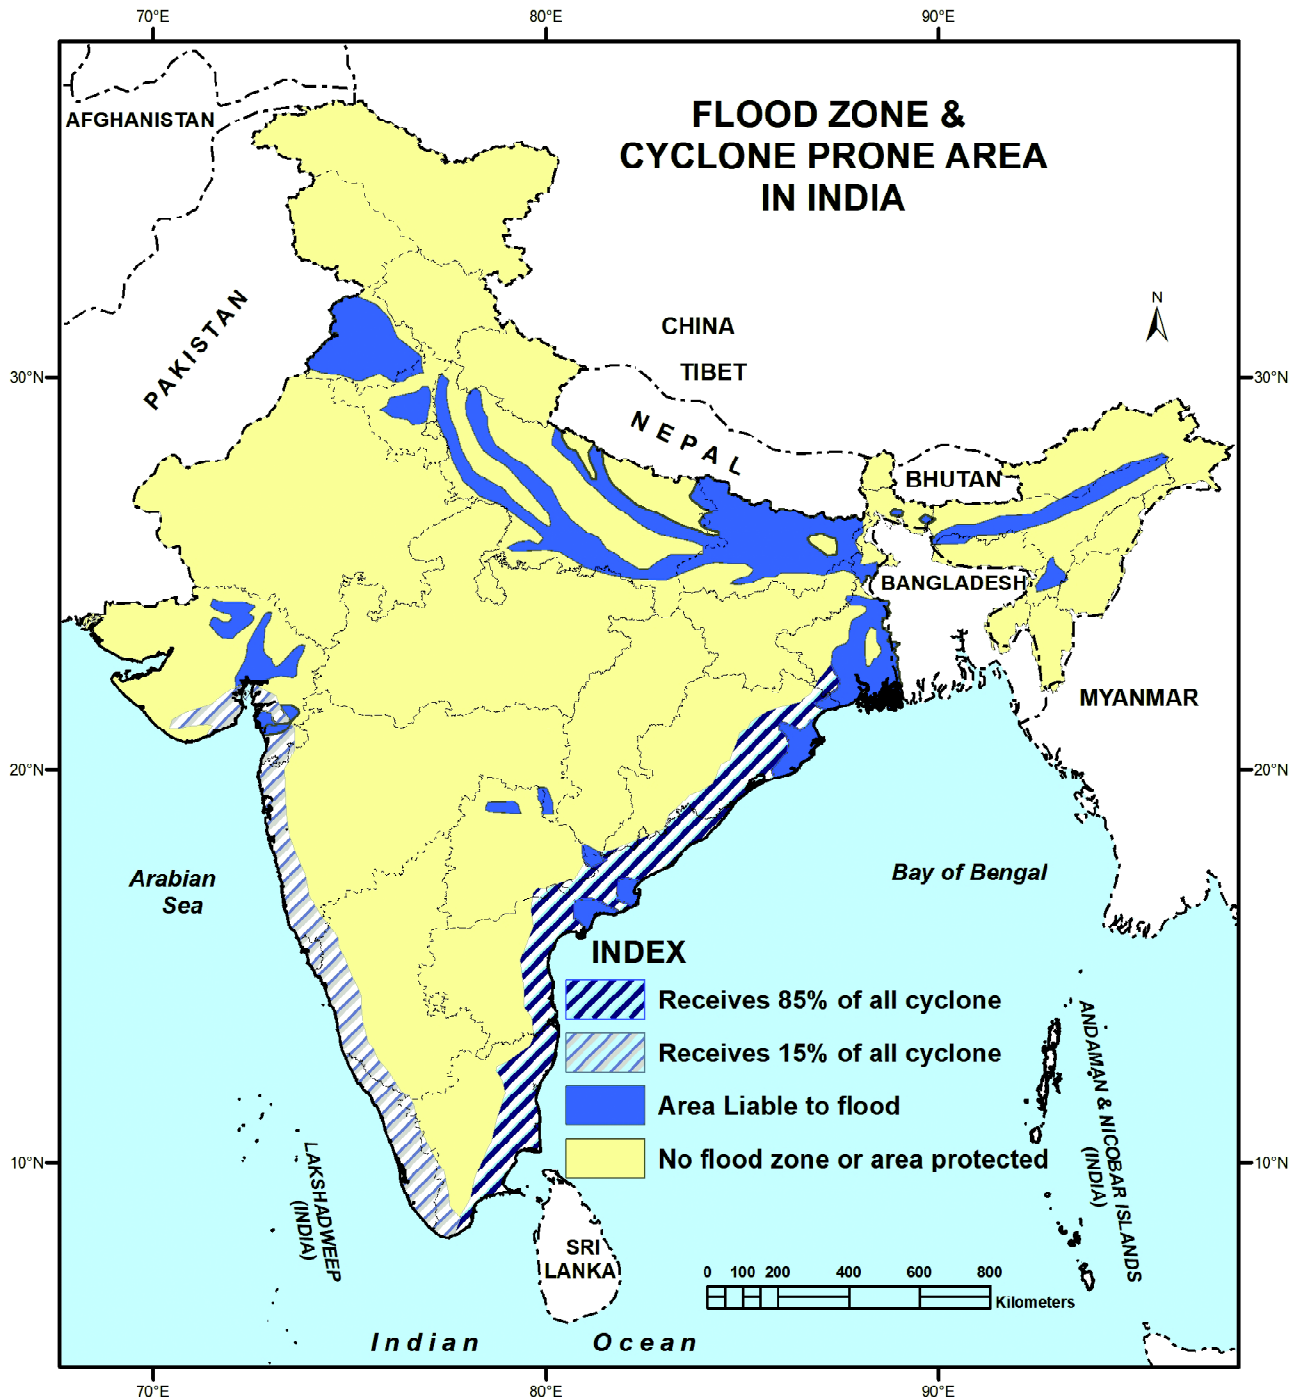 70°E 80°E 90°E
AFGHANISTAN
FLOOD ZONE &
CYCLONE PRONE AREA
IN INDIA
N
PAKISTAN
CHINA
TIBET
30°N 30°N
NEPAL
BHUTAN
BANGLADESH
MYANMAR
20°N 20°N
Arabian
Sea
Bay of Bengal
INDEX
Receives 85% of all cyclone
Receives 15% of all cyclone
Area Liable to flood
No flood zone or area protected
10°N 10°N
ANDAMAN & NICOBAR ISLANDS
(INDIA)
LAKSHADWEEP
(INDIA)
SRI
LANKA
0 100 200 400 600 800
Kilometers
Indian Ocean
70°E 80°E 90°E